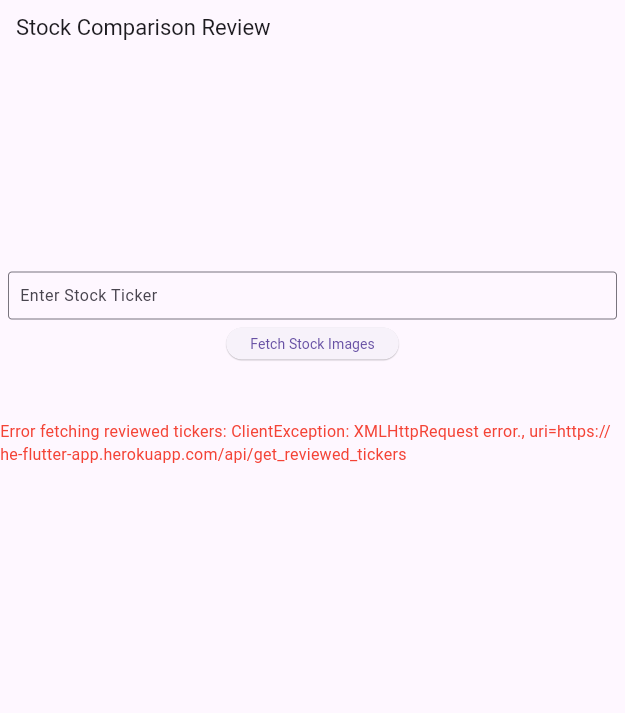 Stock Comparison Review
Enter Stock Ticker
Fetch Stock Images
Error fetching reviewed tickers: ClientException: XMLHttpRequest error., uri=https://
he-flutter-app.herokuapp.com/api/get_reviewed_tickers